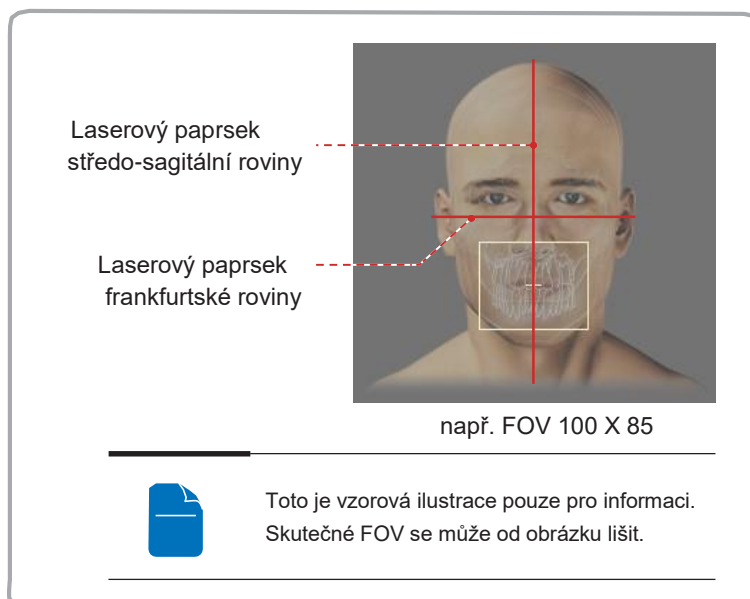 Laserový paprsek
středo-sagitální roviny
Laserový paprsek
frankfurtské roviny
např. FOV 100 X 85
Toto je vzorová ilustrace pouze pro informaci.
Skutečné FOV se může od obrázku lišit.